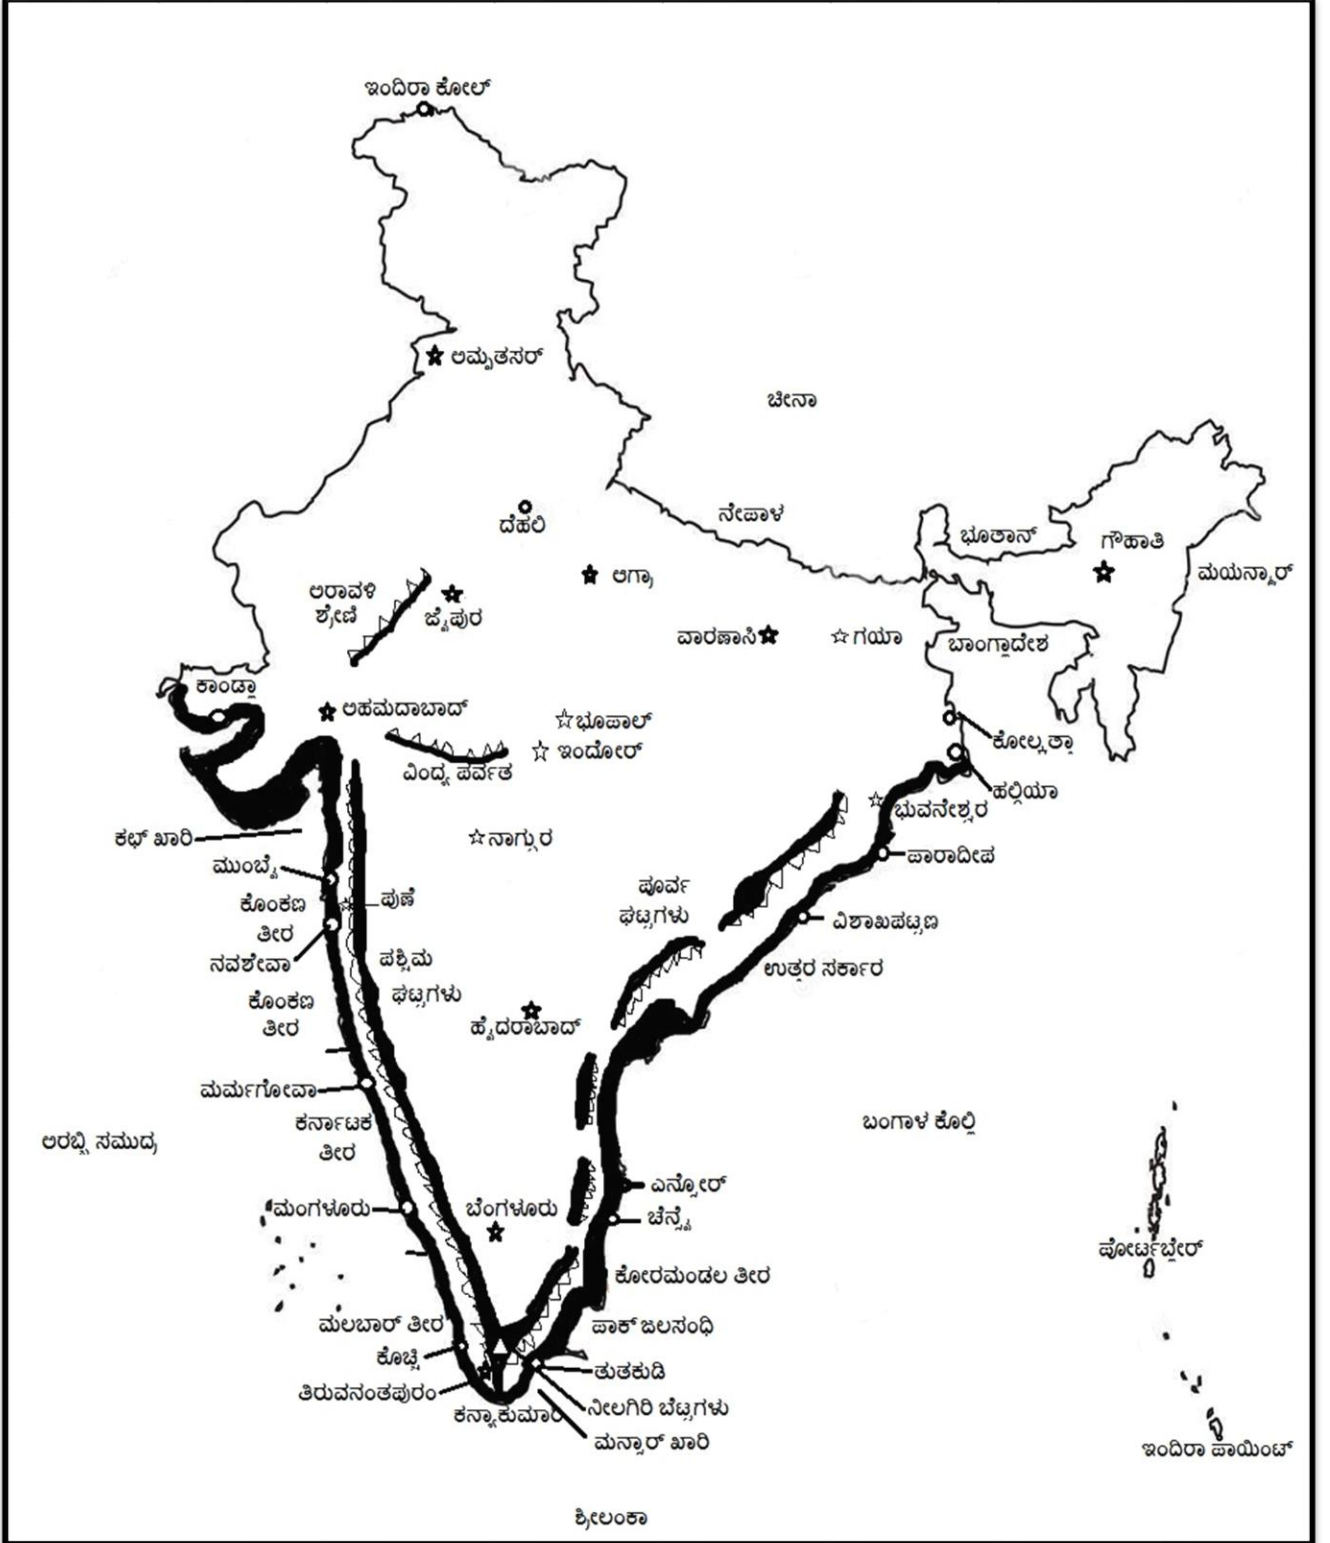 ಇಂದಿರಾ ಕೋಲ್
ಅಮೃತಸರ್
ಚೀನಾ
ನೇಪಾಳ
ದೆಹಲಿ
ಭೂತಾನ್
ಗೌಹಾತಿ
ಮಯನ್ಮಾರ್
ಆಗ್ರಾ
ಅರಾವಳಿ
ಶ್ರೇಣಿ
ಜೈಪುರ
ವಾರಣಾಸಿ
ಗಯಾ
ಬಾಂಗ್ಲಾದೇಶ
ಕಾಂಡ್ಲಾ
ಅಹಮದಾಬಾದ್
ಭೂಪಾಲ್
ಇಂದೋರ್
ಕೋಲ್ಕತ್ತಾ
ವಿಂದ್ಯ ಪರ್ವತ
ಹಲ್ದಿಯಾ
ಭುವನೇಶ್ವರ
ಕಛ್ ಖಾರಿ
ನಾಗ್ಪುರ
ಪಾರಾದೀಪ
ಮುಂಬೈ
ಪುಣೆ
ಪೂರ್ವ
ಘಟ್ಟಗಳು
ಕೊಂಕಣ
ತೀರ
ವಿಶಾಖಪಟ್ಟಣ
ನವಶೇವಾ
ಪಶ್ಚಿಮ
ಘಟ್ಟಗಳು
ಉತ್ತರ ಸರ್ಕಾರ
ಕೊಂಕಣ
ತೀರ
ಹೈದರಾಬಾದ್
ಮರ್ಮಗೋವಾ
ಕರ್ನಾಟಕ
ತೀರ
ಅರಬ್ಬಿ ಸಮುದ್ರ
ಬಂಗಾಳ ಕೊಲ್ಲಿ
ಎನ್ನೋರ್
ಮಂಗಳೂರು
ಬೆಂಗಳೂರು
ಚೆನ್ನೈ
ಪೋರ್ಟ್‌ಬ್ಲೇರ್
ಕೋರಮಂಡಲ ತೀರ
ಮಲಬಾರ್ ತೀರ
ಪಾಕ್ ಜಲಸಂಧಿ
ಕೊಚ್ಚಿ
ತುತಕುಡಿ
ತಿರುವನಂತಪುರಂ
ನೀಲಗಿರಿ ಬೆಟ್ಟಗಳು
ಕನ್ಯಾಕುಮಾರಿ
ಮನ್ನಾರ್ ಖಾರಿ
ಇಂದಿರಾ ಪಾಯಿಂಟ್
ಶ್ರೀಲಂಕಾ